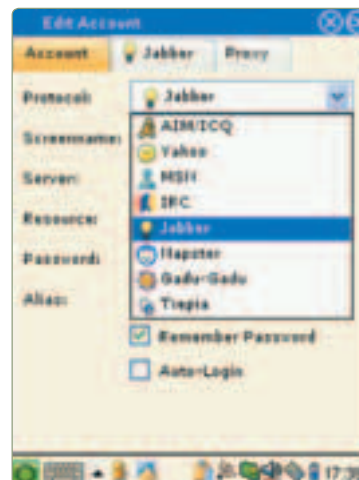 Edit Account
Account Jabber Proxy
Protocol: Jabber
Screenname: AIM/ICQ
Yahoo
Server: MSN
IRC
Resource: Jabber
Password: Napster
Gadu-Gadu
Alias:
Remember Password
Auto-Login